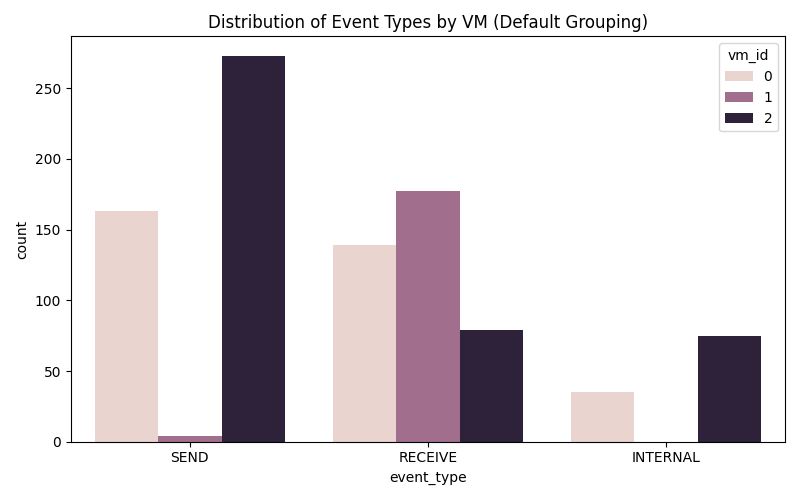 Distribution of Event Types by VM (Default Grouping)
vm_id
0
1
2
250
200
150
100
50
0
count
SEND
RECEIVE
INTERNAL
event_type